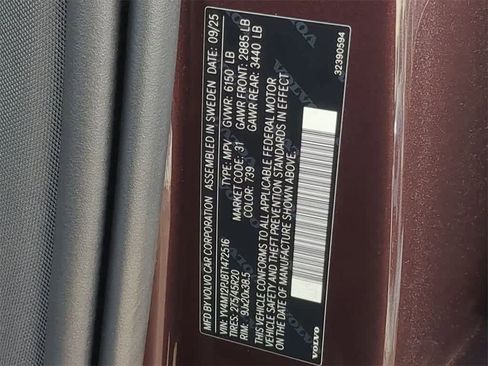 MFD BY VOLVO CAR CORPORATION ASSEMBLED IN SWEDEN DATE: 09/25
VIN: YV4M12PJ8T1472516 TYPE: MPV GVWR: 6150 LB
TIRES: 275/45R20 MARKET CODE: 31 GAWR FRONT: 2885 LB
RIM: 9Jx20x38.5 COLOR: 739 GAWR REAR: 3440 LB
THIS VEHICLE CONFORMS TO ALL APPLICABLE FEDERAL MOTOR
VEHICLE SAFETY AND THEFT PREVENTION STANDARDS IN EFFECT
ON THE DATE OF MANUFACTURE SHOWN ABOVE.
VOLVO 32390594